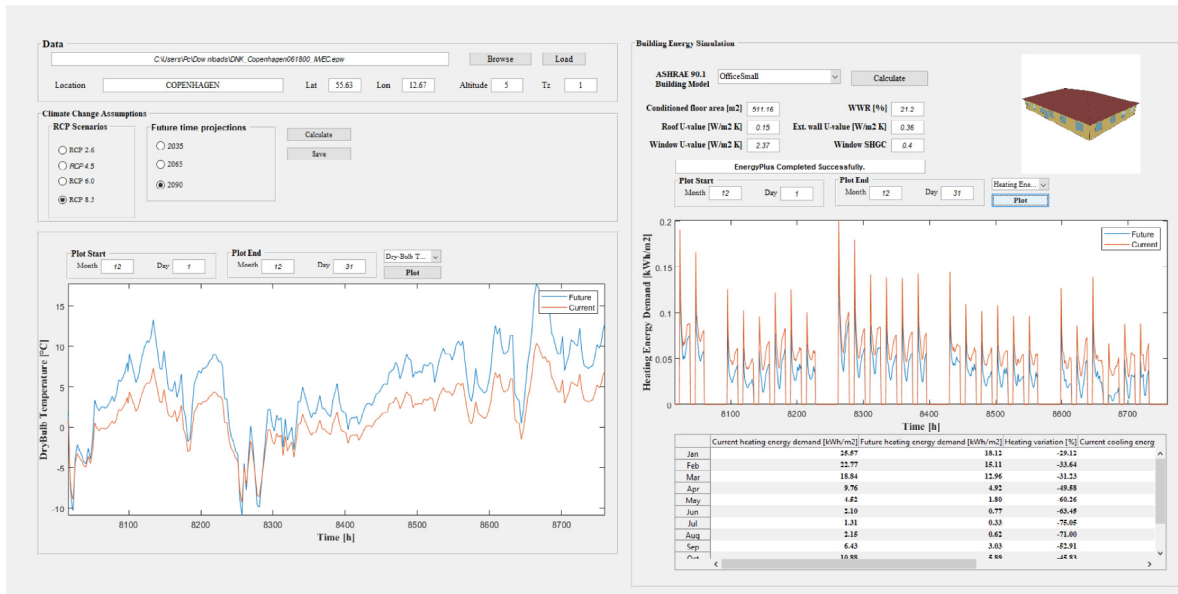 Data
C:\Users\Pc\Downloads\DNK_Copenhagen061800_IWEC.epw Browse Load
Location COPENHAGEN Lat 55.63 Lon 12.67 Altitude 5 Tz 1
Climate Change Assumptions
RCP Scenarios Future time projections Calculate
RCP 2.6 2035 Save
RCP 4.5 2065
RCP 6.0 2090
RCP 8.5
Plot Start Plot End Dry-Bulb T...
Month 12 Day 1 Month 12 Day 31 Plot
Future
Current
DryBulb Temperature [°C]
15
10
5
0
-5
-10
8100 8200 8300 8400 8500 8600 8700
Time [h]
Building Energy Simulation
ASHRAE 90.1
Building Model OfficeSmall Calculate
Conditioned floor area [m2] 511.16 WWR [%] 21.2
Roof U-value [W/m2 K] 0.15 Ext. wall U-value [W/m2 K] 0.36
Window U-value [W/m2 K] 2.37 Window SHGC 0.4
EnergyPlus Completed Successfully.
Plot Start Plot End Heating Ene...
Month 12 Day 1 Month 12 Day 31 Plot
Future
Current
Heating Energy Demand [kWh/m2]
0.2
0.15
0.1
0.05
0
8100 8200 8300 8400 8500 8600 8700
Time [h]
Current heating energy demand [kWh/m2] Future heating energy demand [kWh/m2] Heating variation [%] Current cooling energy
Jan 25.57 18.12 -29.12
Feb 22.77 15.11 -33.64
Mar 18.84 12.96 -31.23
Apr 9.76 4.92 -49.58
May 4.52 1.80 -60.26
Jun 2.10 0.77 -63.45
Jul 1.31 0.33 -75.05
Aug 2.15 0.62 -71.00
Sep 6.43 3.03 -52.91
Oct 10.88 5.89 -45.83